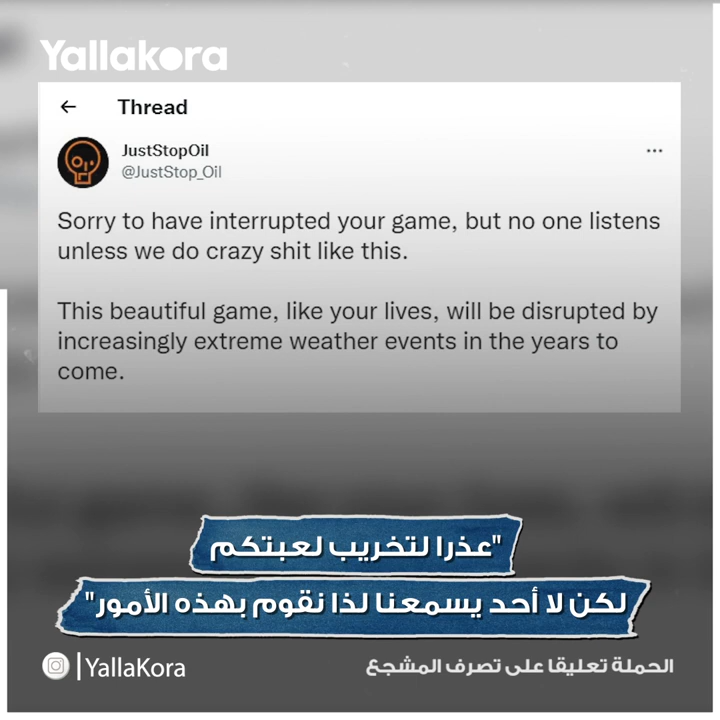 Yallakora
← Thread
JustStopOil
@JustStop_Oil
Sorry to have interrupted your game, but no one listens
unless we do crazy shit like this.
This beautiful game, like your lives, will be disrupted by
increasingly extreme weather events in the years to
come.
"عذرا لتخريب لعبتكم
لكن لا أحد يسمعنا لذا نقوم بهذه الأمور"
الحملة تعليقا على تصرف المشجع
YallaKora